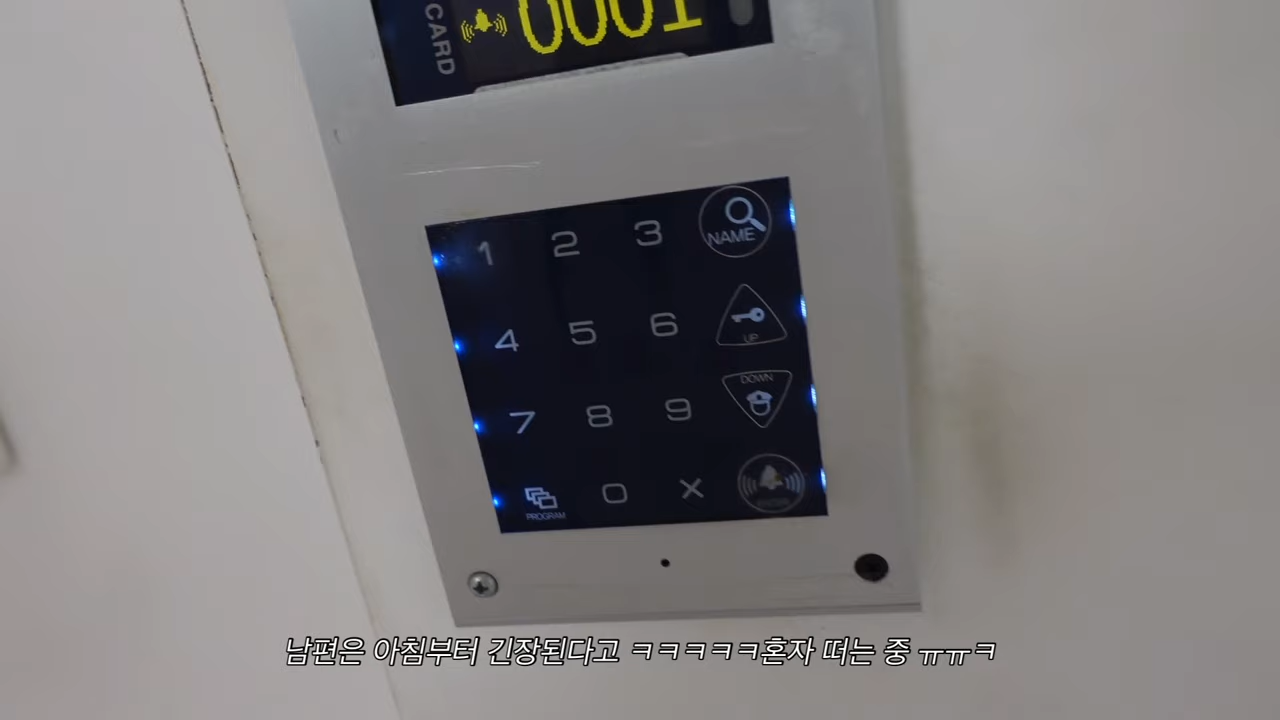 CARD
0001
1 2 3 NAME
4 5 6 UP
7 8 9 DOWN
PROGRAM 0 X
남편은 아침부터 긴장된다고 ㅋㅋㅋㅋㅋ혼자 떠는 중 ㅠㅠㅋ